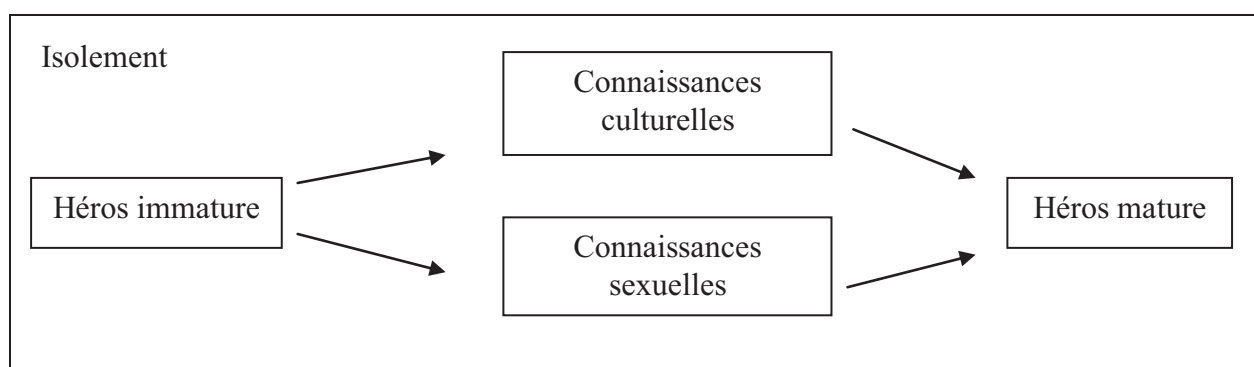 Isolement
Connaissances
culturelles
Héros immature
Héros mature
Connaissances
sexuelles